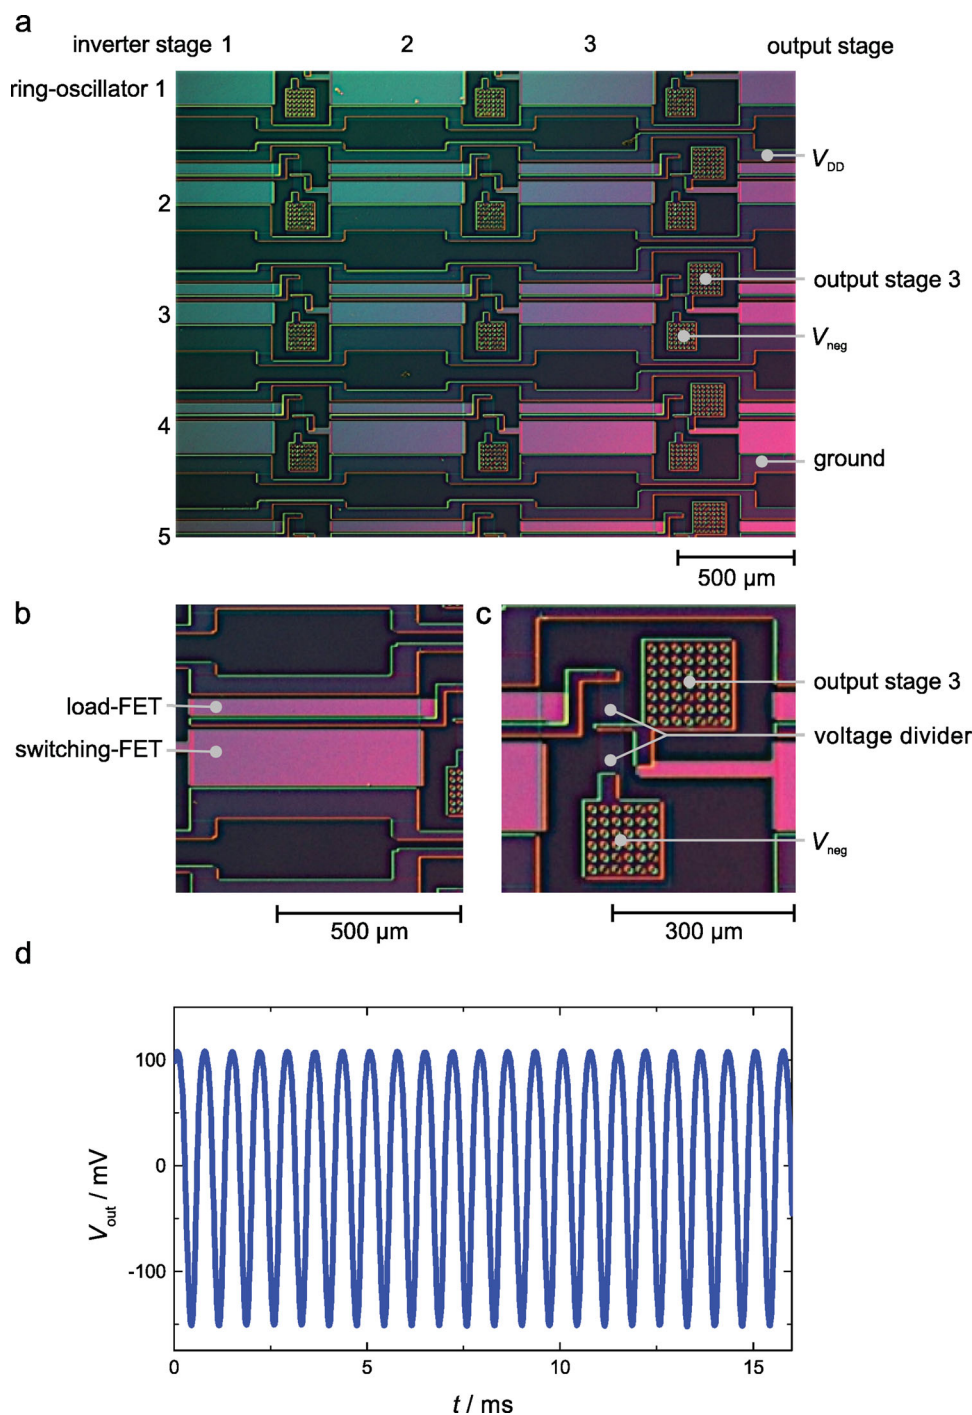 a
inverter stage 1 2 3 output stage
ring-oscillator 1
V_DD
2
output stage 3
3
V_neg
4
ground
5
500 µm
b
c
load-FET
output stage 3
switching-FET
voltage divider
V_neg
500 µm
300 µm
d
100
0
-100
V_out / mV
0 5 10 15
t / ms